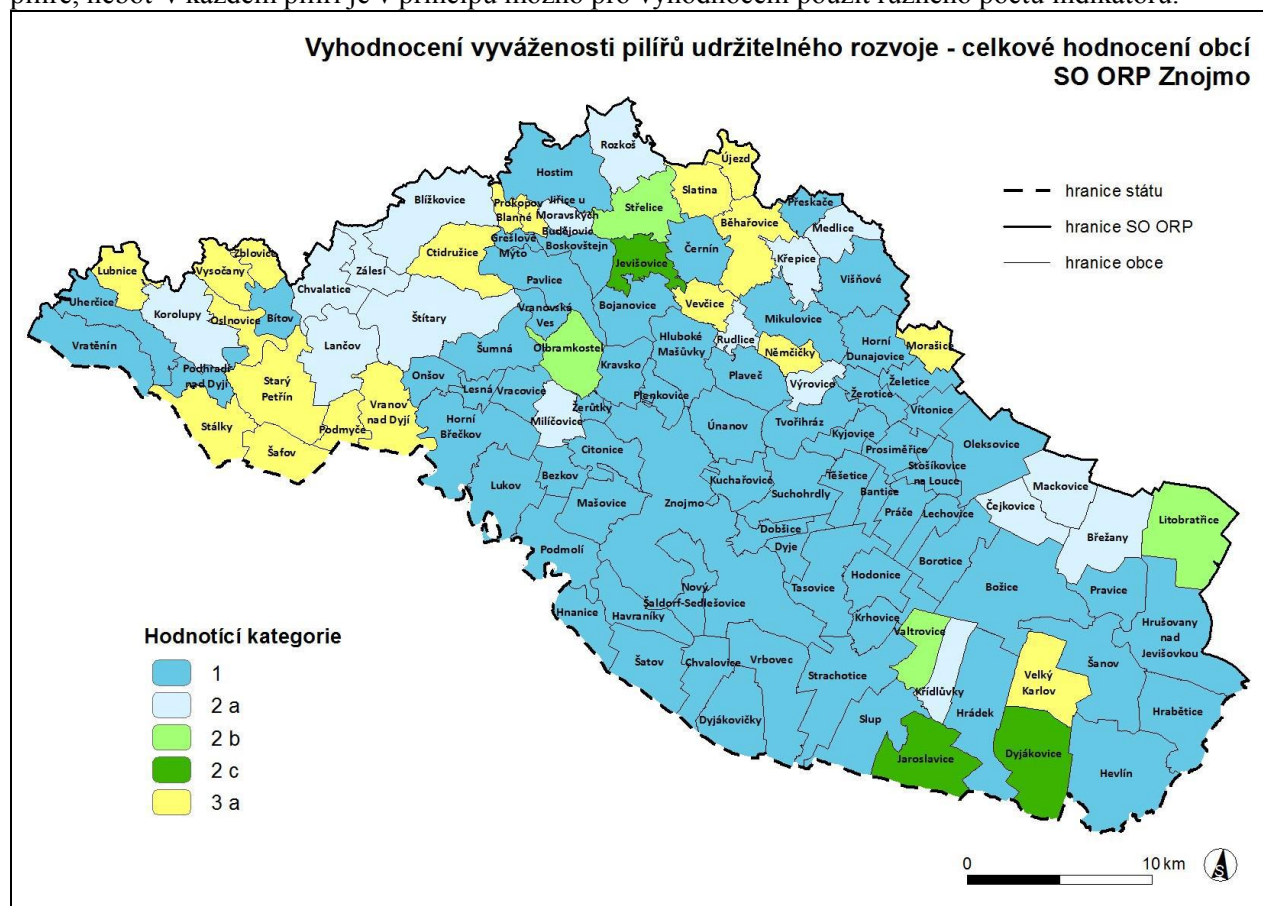 pilíře, neboť v každém pilíři je v principu možno pro vyhodnocení použít různého počtu indikátorů.
Vyhodnocení vyváženosti pilířů udržitelného rozvoje - celkové hodnocení obcí
SO ORP Znojmo
hranice státu
hranice SO ORP
hranice obce
Rozkoš
Újezd
Hostim
Slatina
Blížkovice
Prokopov
Blanné
Jiřice u
Moravských
Budějovic
Střelice
Běhařovice
Přeskače
Medlice
Grešlové
Mýto
Boskovštejn
Černín
Ctidružice
Jevišovice
Křepice
Višňové
Zblovice
Vysočany
Lubnice
Zálesí
Chvalatice
Pavlice
Uherčice
Korolupy
Bítov
Oslnovice
Štítary
Vranovská
Ves
Bojanovice
Vevčice
Mikulovice
Vratěnín
Lančov
Olbramkostel
Hluboké
Mašůvky
Rudlice
Horní
Dunajovice
Morašice
Podhradí
nad Dyjí
Šumná
Němčičky
Starý
Petřín
Onšov
Kravsko
Plaveč
Výrovice
Želetice
Žerotice
Lesná
Vracovice
Plenkovice
Vranov
nad Dyjí
Žerůtky
Vítonice
Stálky
Podmyče
Horní
Břečkov
Milíčovice
Únanov
Tvořihráz
Kyjovice
Oleksovice
Šafov
Citonice
Prosiměřice
Stošíkovice
na Louce
Lukov
Bezkov
Kuchařovice
Těšetice
Suchohrdly
Bantice
Mackovice
Mašovice
Znojmo
Práče
Lechovice
Čejkovice
Litobratřice
Dobšice
Dyje
Břežany
Podmolí
Hodonice
Borotice
Božice
Nový
Šaldorf-Sedlešovice
Tasovice
Pravice
Hnanice
Havraníky
Krhovice
Valtrovice
Hrušovany
nad
Jevišovkou
Šatov
Chvalovice
Vrbovec
Strachotice
Křídlůvky
Velký
Karlov
Šanov
Dyjákovičky
Slup
Hrádek
Hrabětice
Jaroslavice
Dyjákovice
Hevlín
Hodnotící kategorie
1
2 a
2 b
2 c
3 a
0
10 km
S